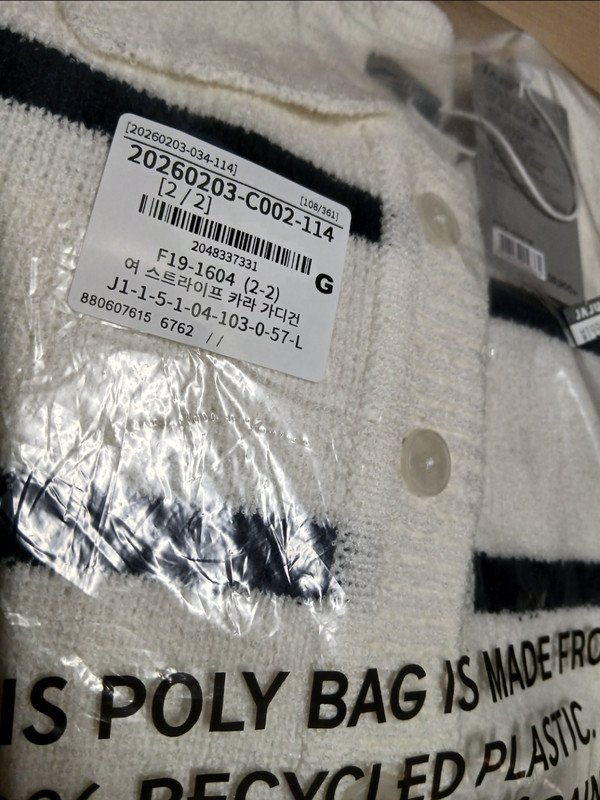 [20260203-034-114]
20260203-C002-114
[2 / 2]
[108/361]
2048337331
G
F19-1604 (2-2)
여 스트라이프 카라 가디건
J1-1-5-1-04-103-0-57-L
880607615 6762 / /
IS POLY BAG IS MADE FRO
% RECYCLED PLASTIC.